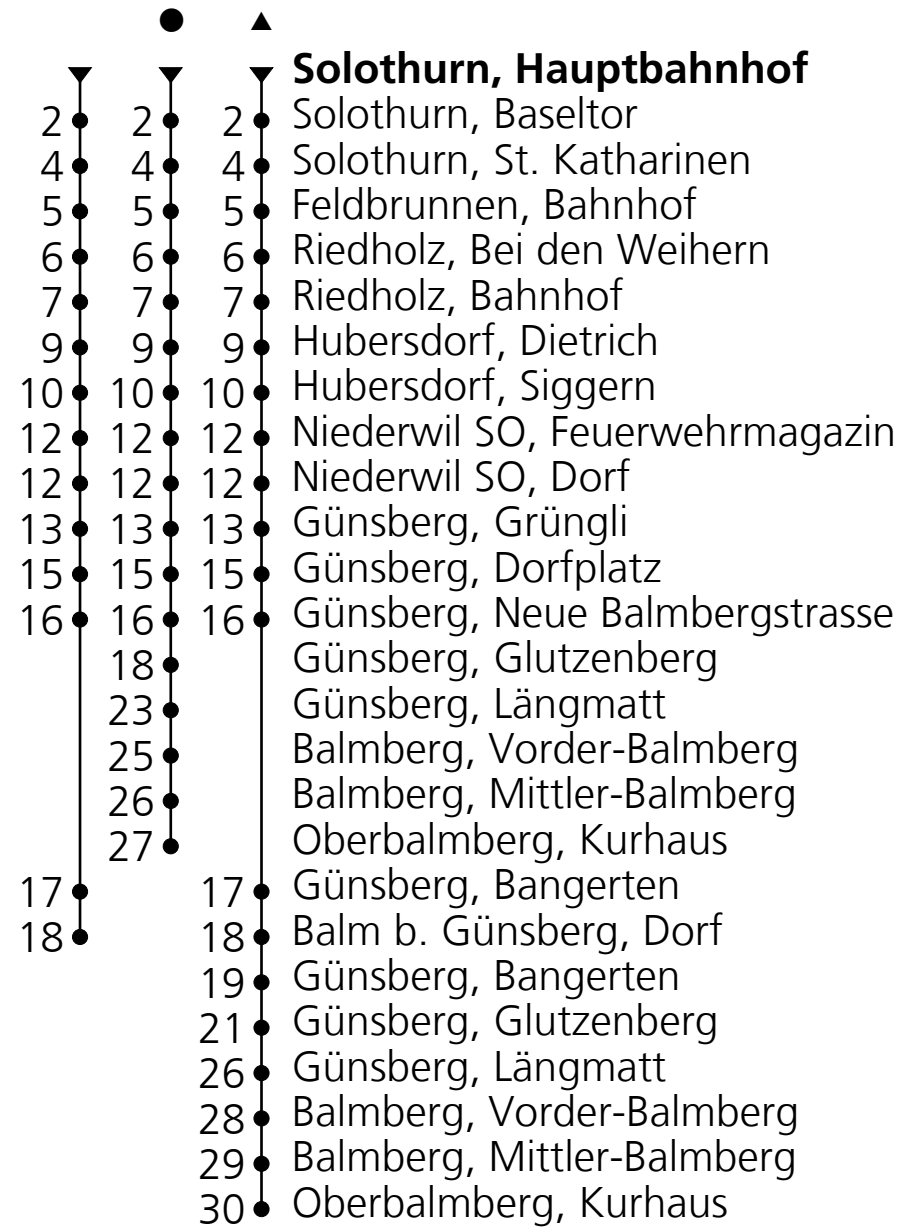 Solothurn, Hauptbahnhof
2 2 2 Solothurn, Baseltor
4 4 4 Solothurn, St. Katharinen
5 5 5 Feldbrunnen, Bahnhof
6 6 6 Riedholz, Bei den Weihern
7 7 7 Riedholz, Bahnhof
9 9 9 Hubersdorf, Dietrich
10 10 10 Hubersdorf, Siggern
12 12 12 Niederwil SO, Feuerwehrmagazin
12 12 12 Niederwil SO, Dorf
13 13 13 Günsberg, Grüngli
15 15 15 Günsberg, Dorfplatz
16 16 16 Günsberg, Neue Balmbergstrasse
18 Günsberg, Glutzenberg
23 Günsberg, Längmatt
25 Balmberg, Vorder-Balmberg
26 Balmberg, Mittler-Balmberg
27 Oberbalmberg, Kurhaus
17 17 Günsberg, Bangerten
18 18 Balm b. Günsberg, Dorf
19 Günsberg, Bangerten
21 Günsberg, Glutzenberg
26 Günsberg, Längmatt
28 Balmberg, Vorder-Balmberg
29 Balmberg, Mittler-Balmberg
30 Oberbalmberg, Kurhaus